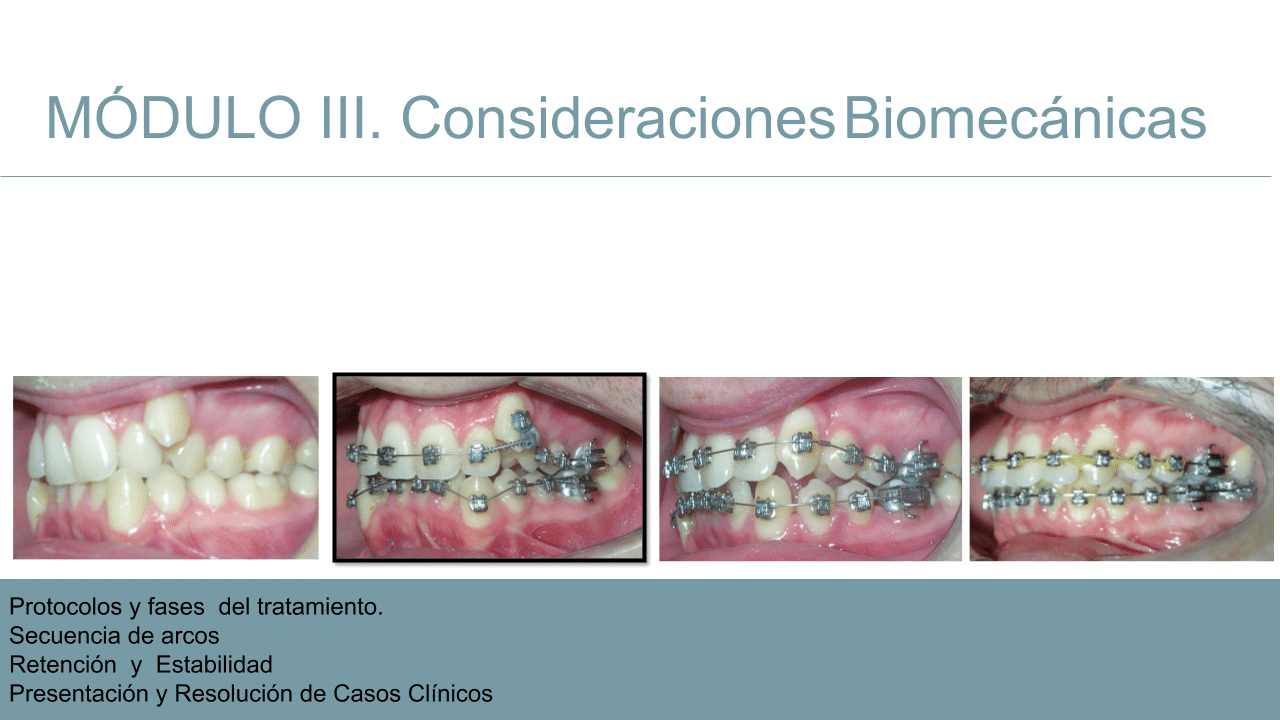 MÓDULO III. Consideraciones Biomecánicas
Protocolos y fases del tratamiento.
Secuencia de arcos
Retención y Estabilidad
Presentación y Resolución de Casos Clínicos